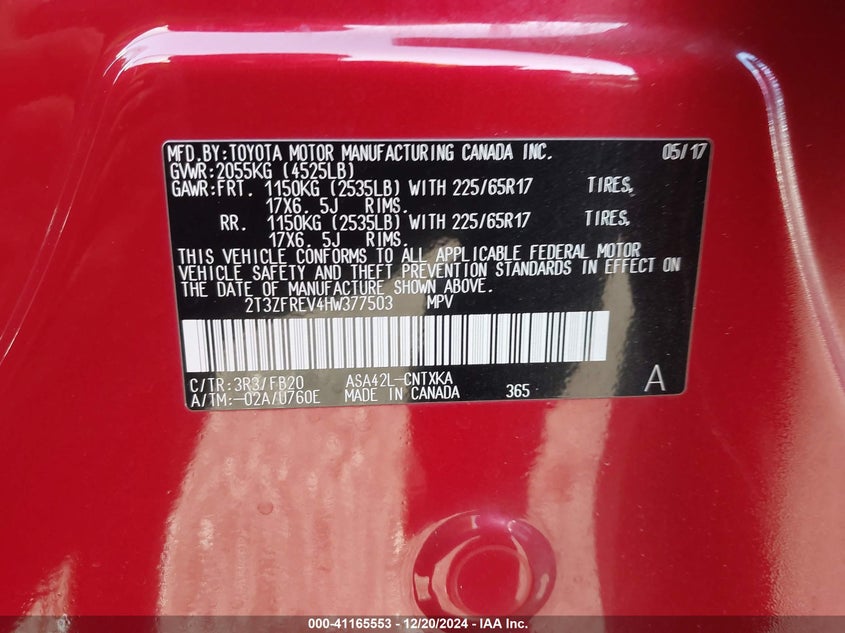 MFD.BY:TOYOTA MOTOR MANUFACTURING CANADA INC. 05/17
GVWR:2055KG (4525LB)
GAWR:FRT. 1150KG (2535LB) WITH 225/65R17 TIRES,
17X6.5J RIMS.
RR. 1150KG (2535LB) WITH 225/65R17 TIRES,
17X6.5J RIMS.
THIS VEHICLE CONFORMS TO ALL APPLICABLE FEDERAL MOTOR
VEHICLE SAFETY AND THEFT PREVENTION STANDARDS IN EFFECT ON
THE DATE OF MANUFACTURE SHOWN ABOVE.
2T3ZFREV4HW377503 MPV
C/TR:3R3/FB20 ASA42L-CNTXKA A
A/TM:-02A/U760E MADE IN CANADA 365
000-41165553 - 12/20/2024 - IAA Inc.